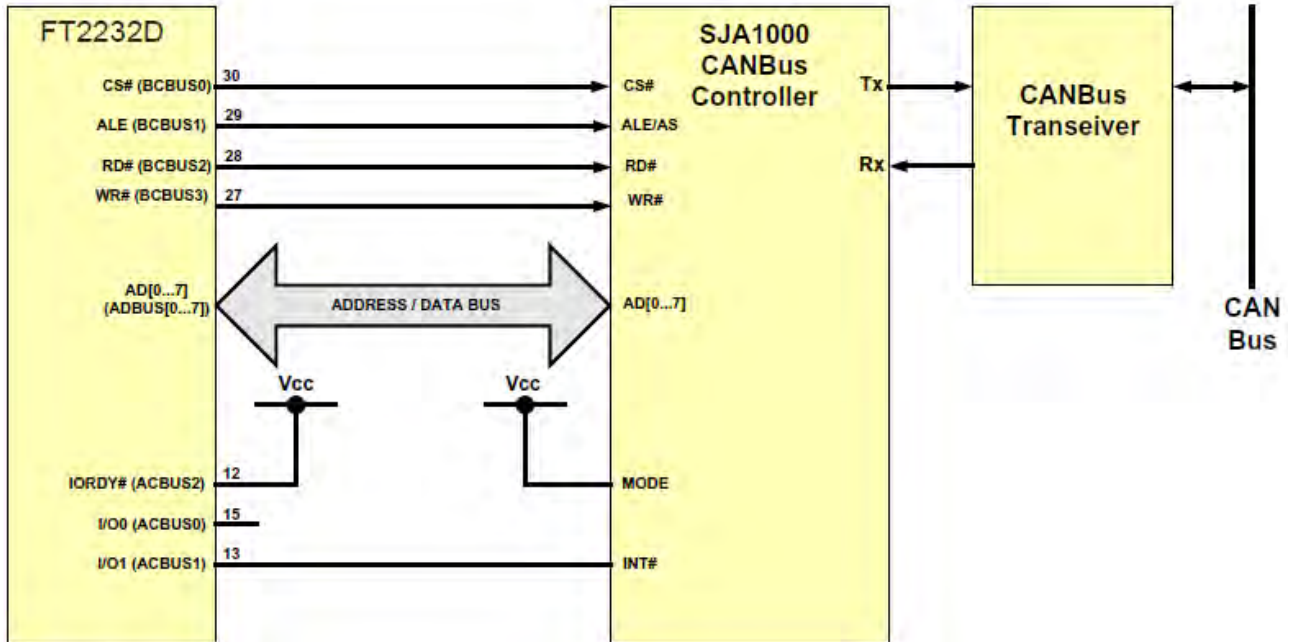 FT2232D
CS# (BCBUS0)
30
ALE (BCBUS1)
29
RD# (BCBUS2)
28
WR# (BCBUS3)
27
AD[0...7]
(ADBUS[0...7])
ADDRESS / DATA BUS
Vcc
Vcc
IORDY# (ACBUS2)
12
I/O0 (ACBUS0)
15
I/O1 (ACBUS1)
13
SJA1000
CANBus
Controller
CS#
ALE/AS
RD#
WR#
AD[0...7]
MODE
INT#
Tx
Rx
CANBus
Transeiver
CAN
Bus